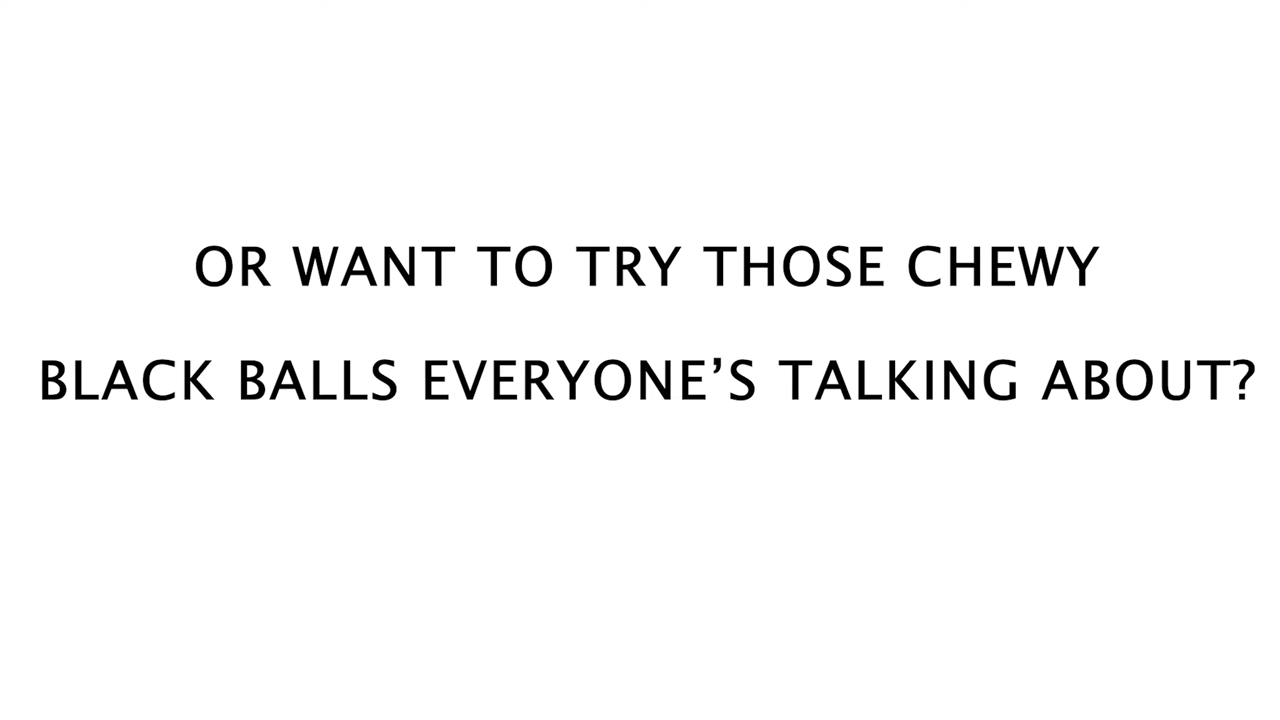 OR WANT TO TRY THOSE CHEWY
BLACK BALLS EVERYONE’S TALKING ABOUT?